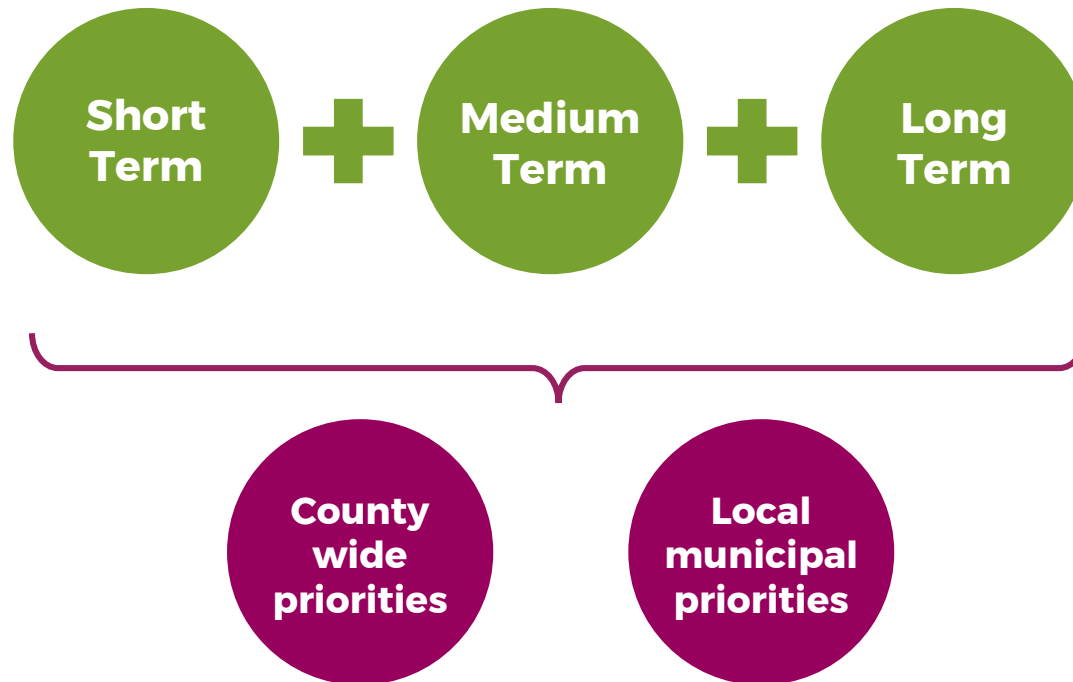 Short
Term
Medium
Term
Long
Term
County
wide
priorities
Local
municipal
priorities